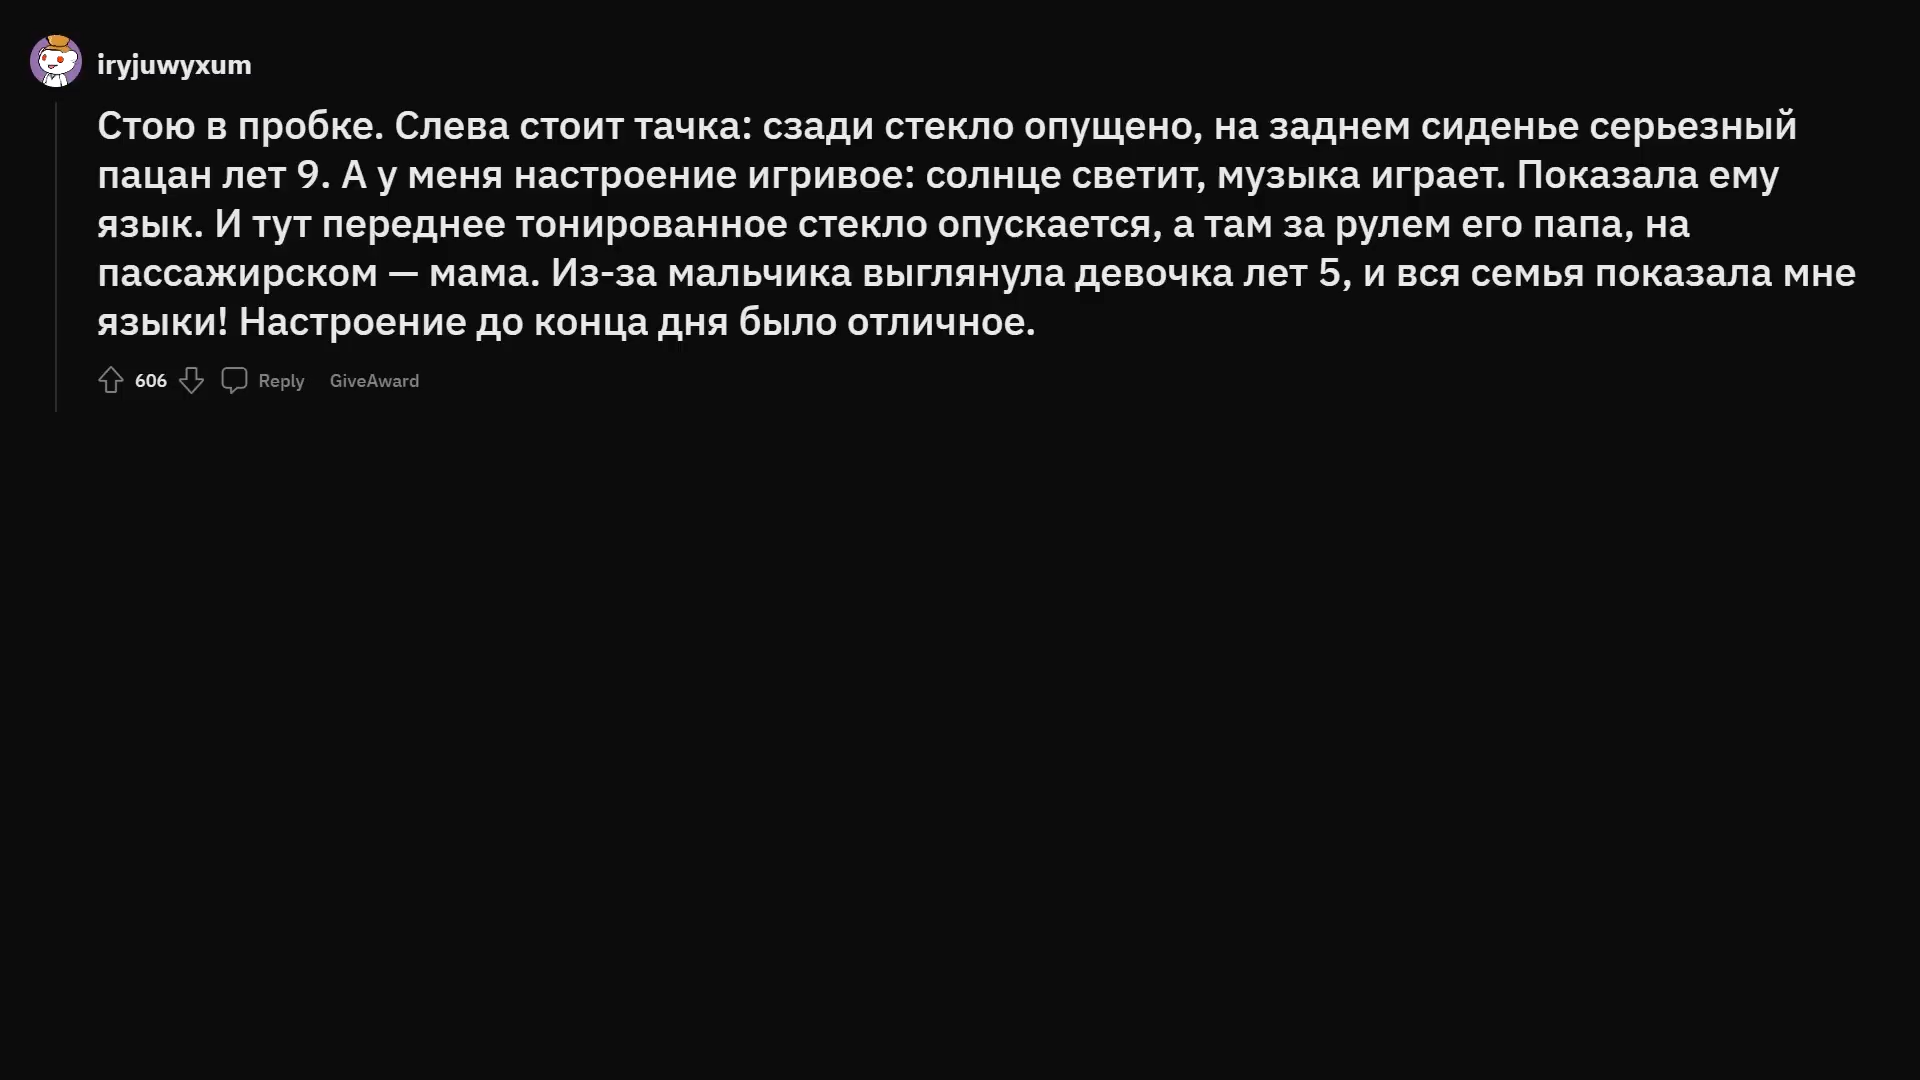 iryjuwyxum
Стою в пробке. Слева стоит тачка: сзади стекло опущено, на заднем сиденье серьезный
пацан лет 9. А у меня настроение игривое: солнце светит, музыка играет. Показала ему
язык. И тут переднее тонированное стекло опускается, а там за рулем его папа, на
пассажирском — мама. Из-за мальчика выглянула девочка лет 5, и вся семья показала мне
языки! Настроение до конца дня было отличное.
606 Reply GiveAward